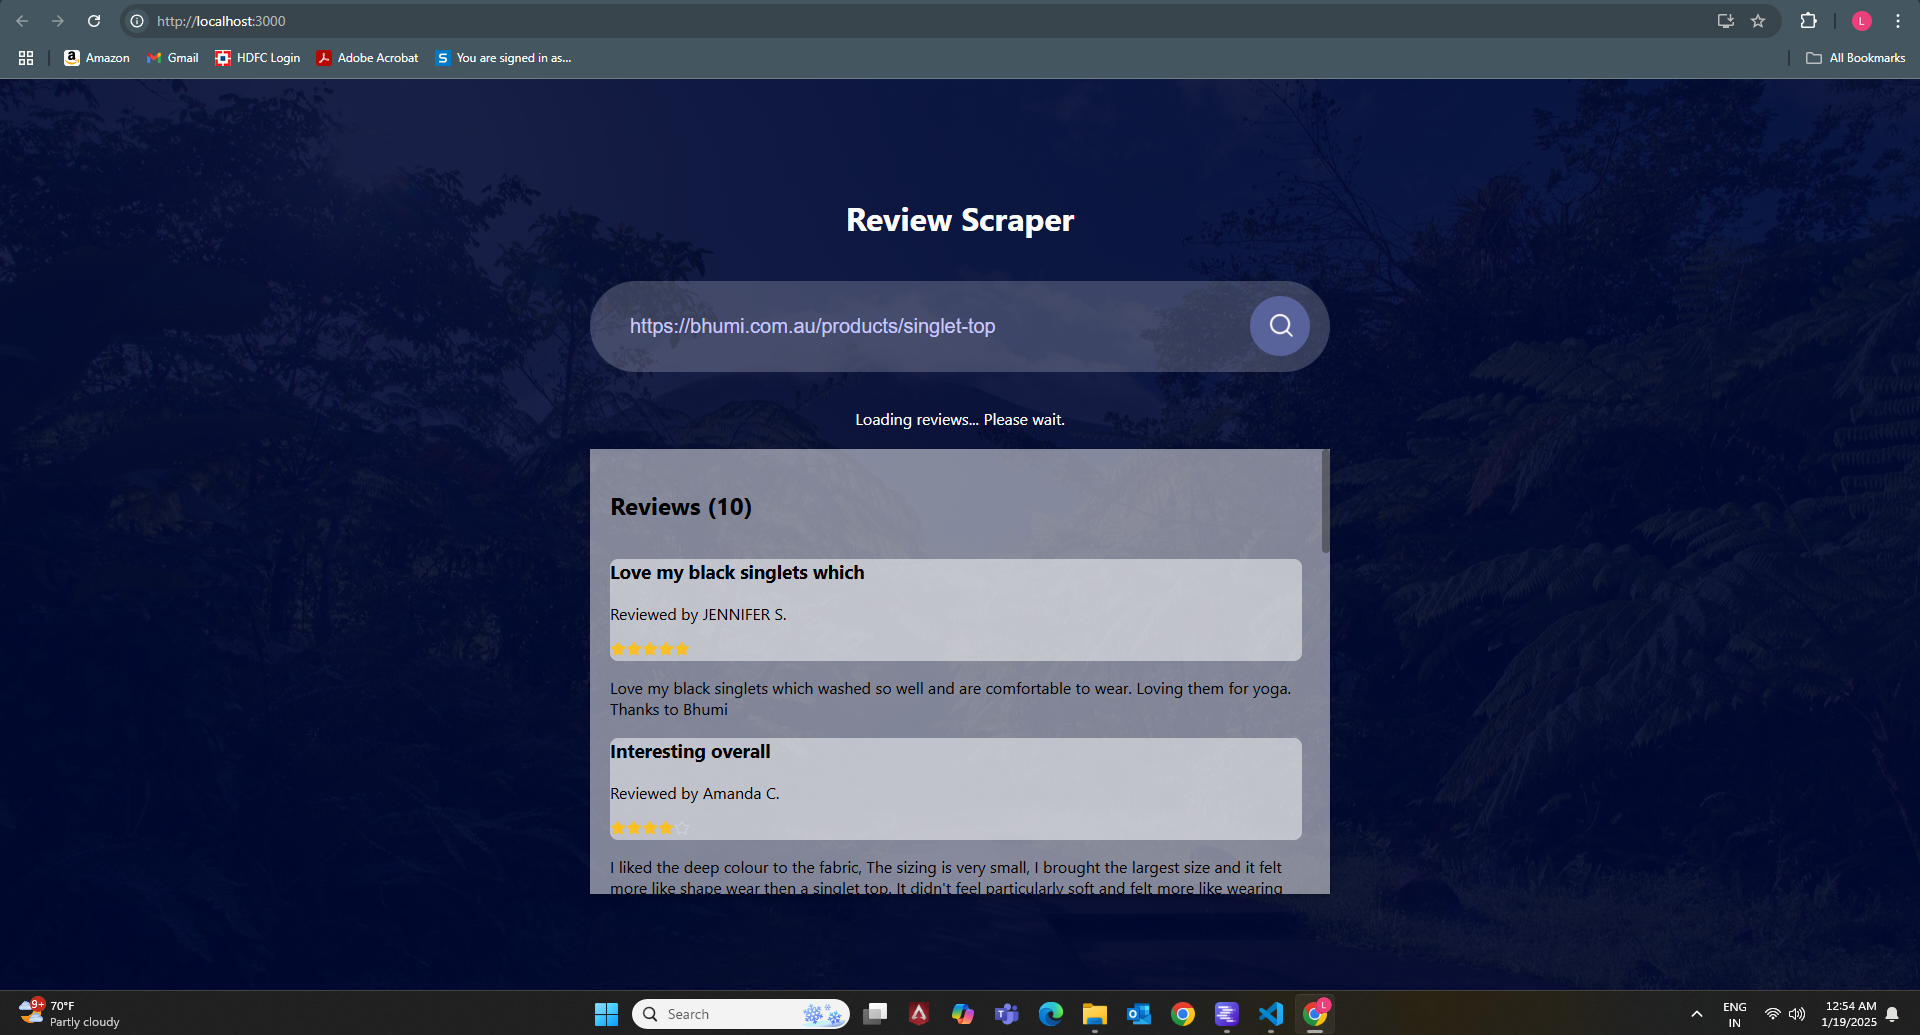 http://localhost:3000
L
Amazon
Gmail
HDFC Login
Adobe Acrobat
S
You are signed in as...
All Bookmarks
Review Scraper
https://bhumi.com.au/products/singlet-top
Loading reviews... Please wait.
Reviews (10)
Love my black singlets which
Reviewed by JENNIFER S.
Love my black singlets which washed so well and are comfortable to wear. Loving them for yoga.
Thanks to Bhumi
Interesting overall
Reviewed by Amanda C.
I liked the deep colour to the fabric, The sizing is very small, I brought the largest size and it felt
more like shape wear then a singlet top. It didn't feel particularly soft and felt more like wearing
9+
70°F
Partly cloudy
Search
L
ENG
IN
12:54 AM
1/19/2025